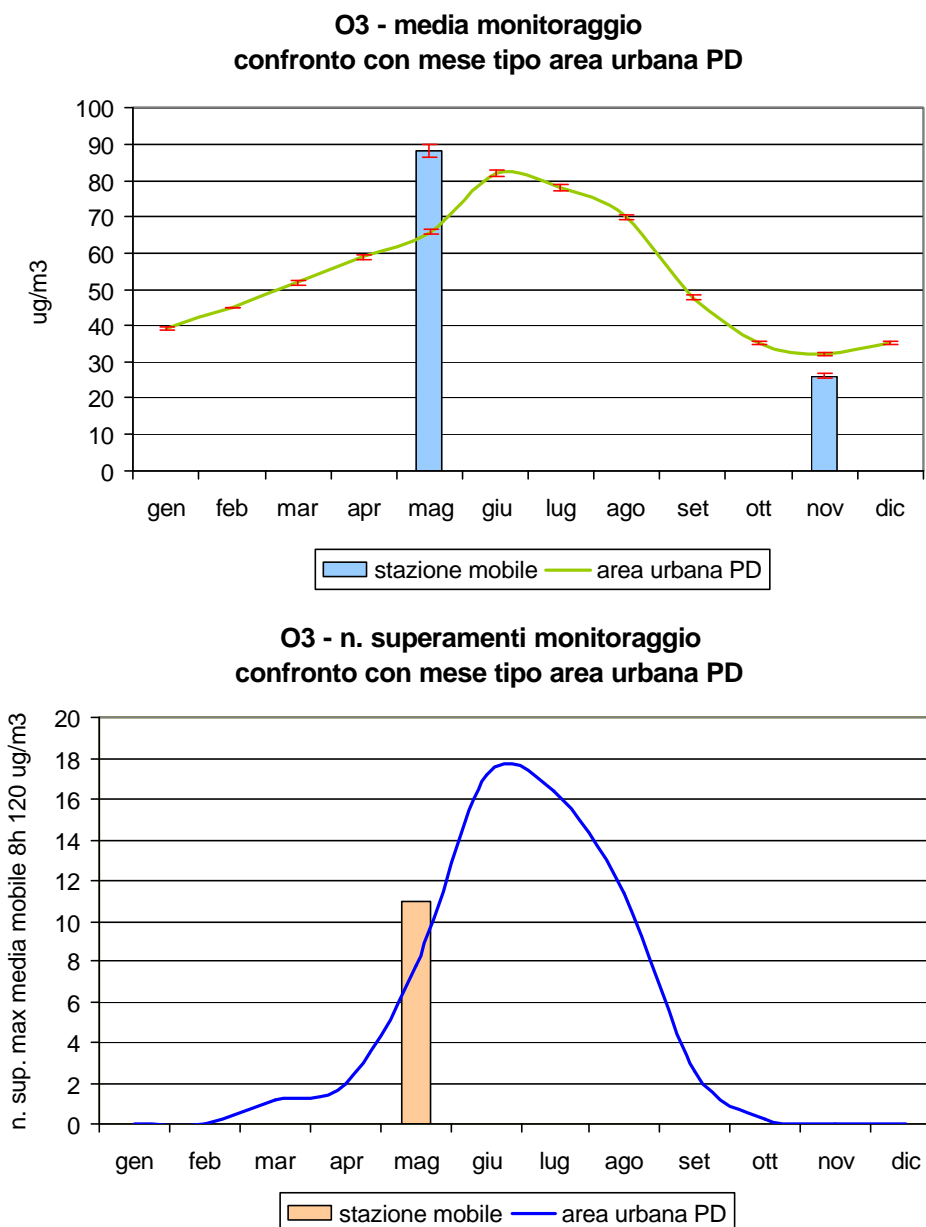 O3 - media monitoraggio
confronto con mese tipo area urbana PD
100
90
80
70
60
50
40
30
20
10
0
ug/m3
gen feb mar apr mag giu lug ago set ott nov dic
stazione mobile area urbana PD
O3 - n. superamenti monitoraggio
confronto con mese tipo area urbana PD
20
18
16
14
12
10
8
6
4
2
0
n. sup. max media mobile 8h 120 ug/m3
gen feb mar apr mag giu lug ago set ott nov dic
stazione mobile area urbana PD